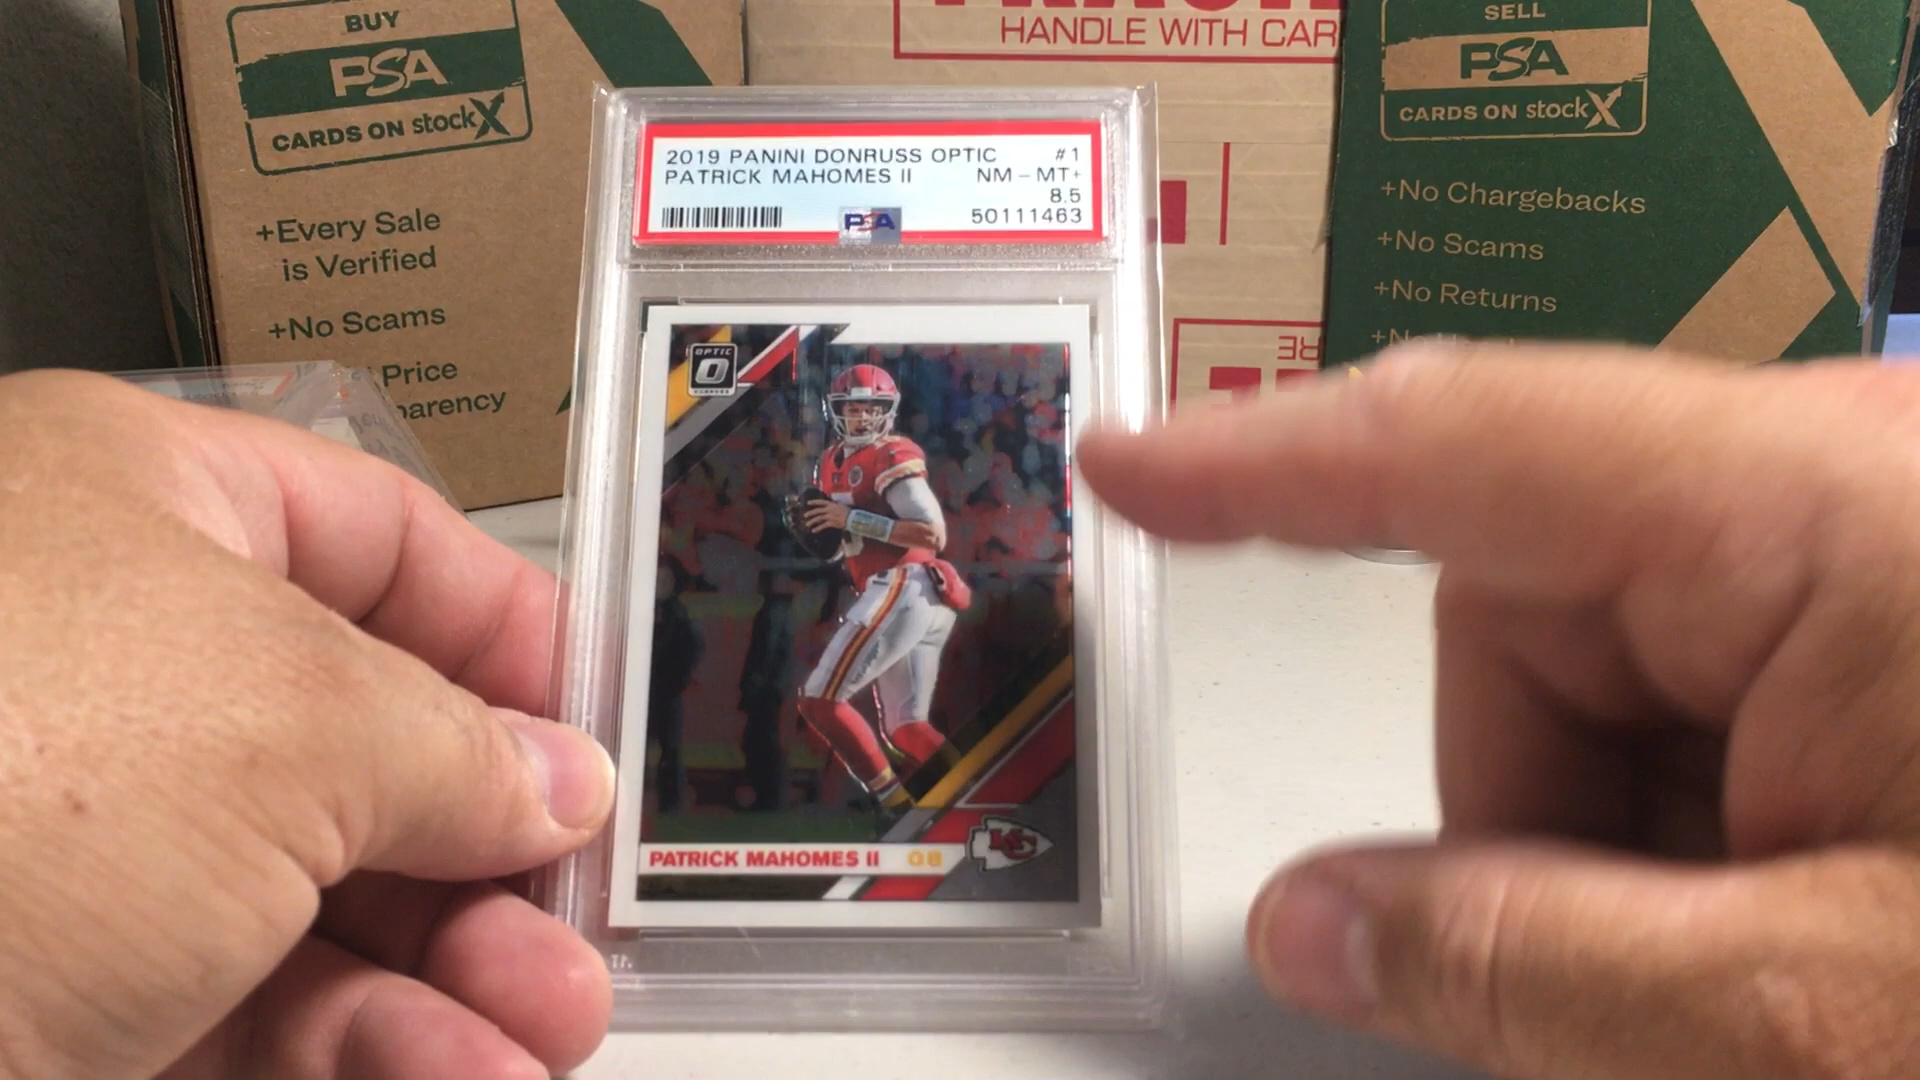 BUY
PSA
CARDS ON stockX
+Every Sale
is Verified
+No Scams
Price
parency
FRAGI
HANDLE WITH CAR
SELL
PSA
CARDS ON stockX
+No Chargebacks
+No Scams
+No Returns
2019 PANINI DONRUSS OPTIC #1
PATRICK MAHOMES II NM-MT+
8.5
PSA 50111463
OPTIC
O
DONRUSS
PATRICK MAHOMES II QB
KC